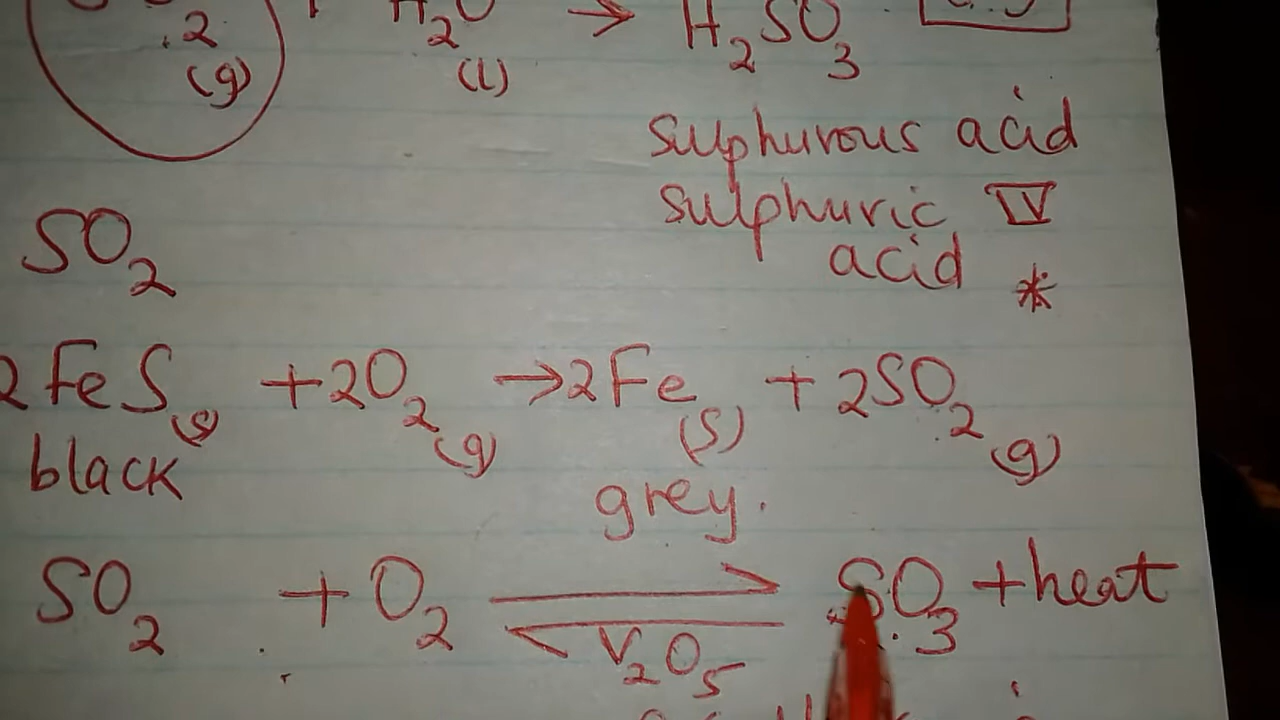 2(g) + H2O(l) → H2SO3
sulphurous acid
sulphuric IV
acid *
SO2
2FeS(s) + 2O2(g) → 2Fe(s) + 2SO2(g)
black grey.
SO2 + O2 ⇌ SO3 + heat
V2O5